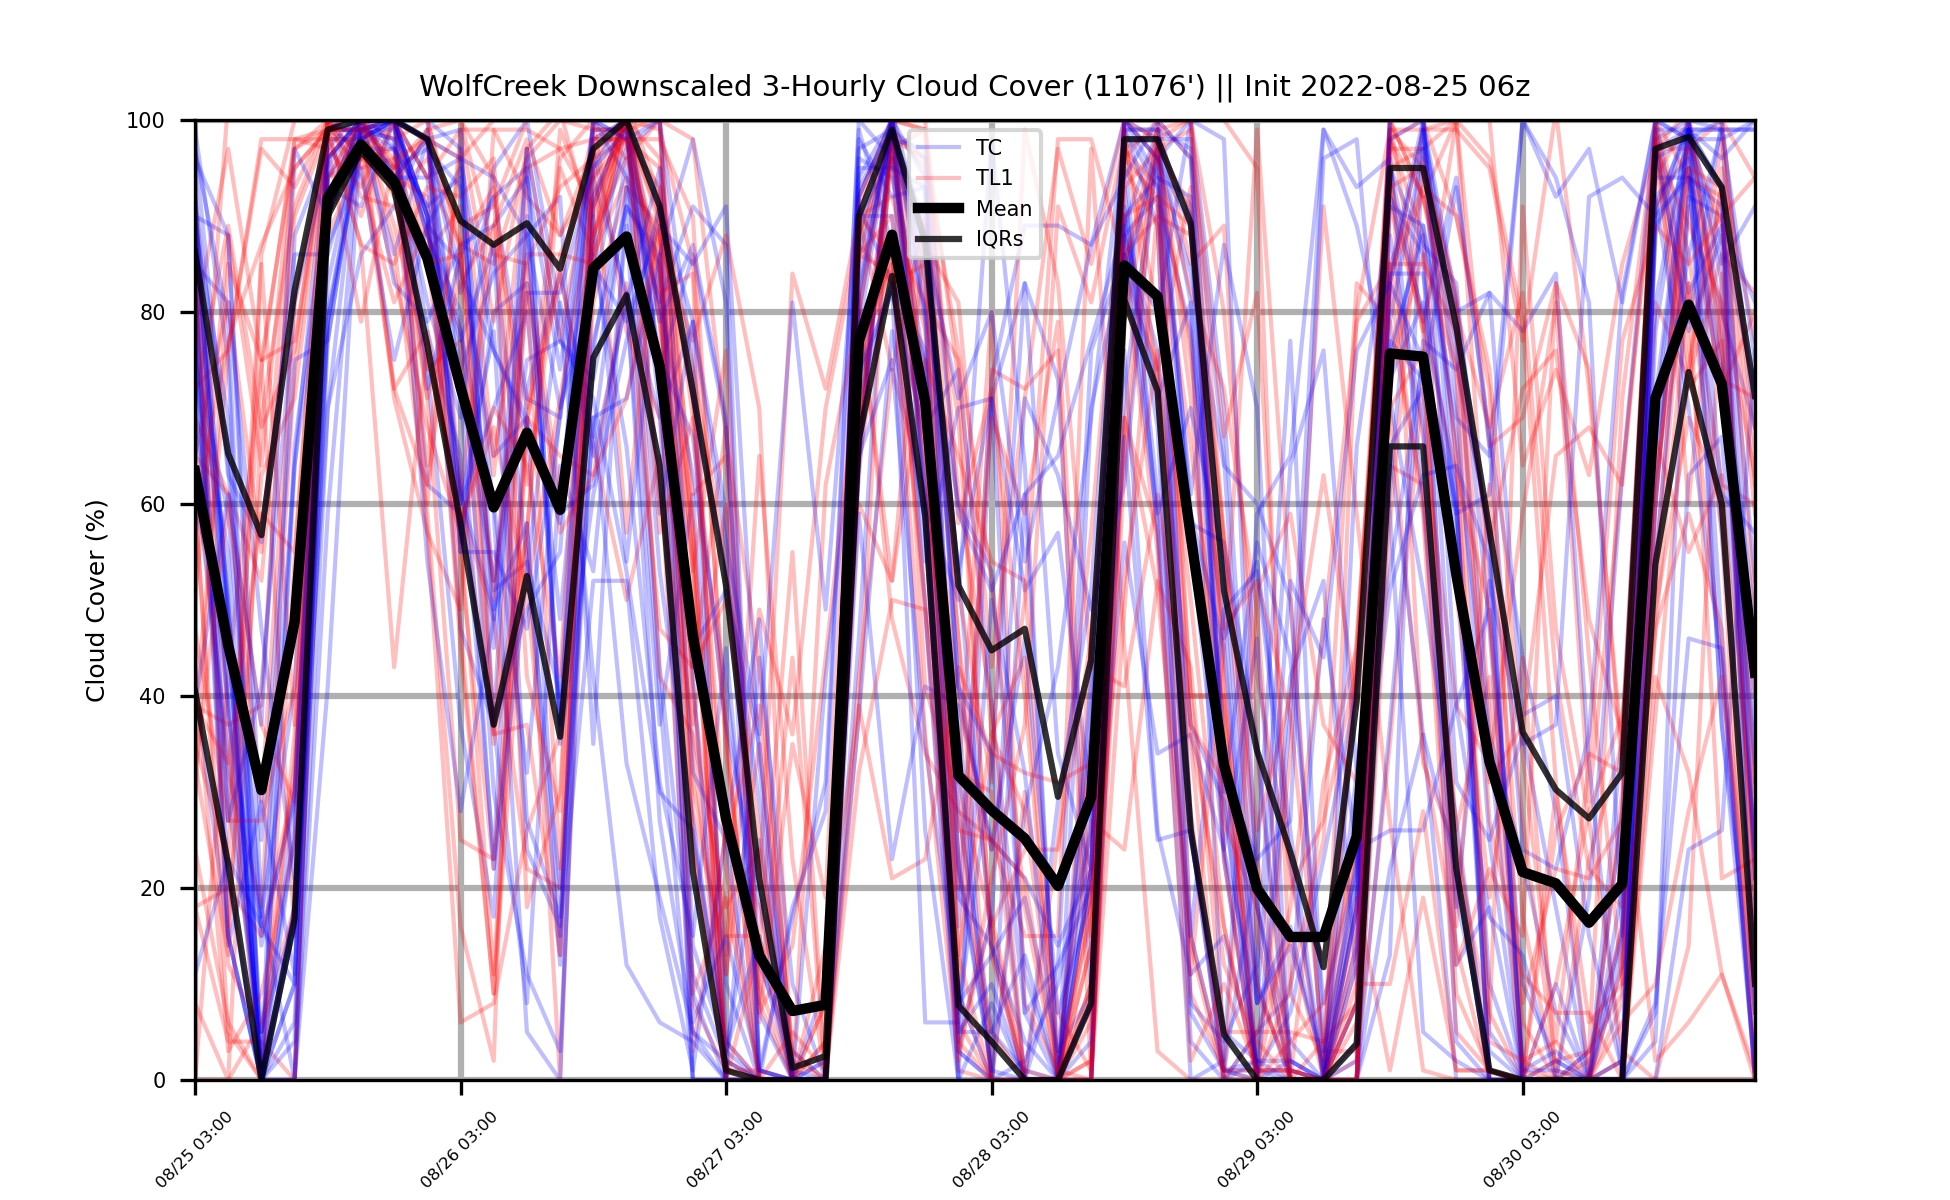 WolfCreek Downscaled 3-Hourly Cloud Cover (11076') || Init 2022-08-25 06z
Cloud Cover (%)
100
80
60
40
20
0
TC
TL1
Mean
IQRs
08/25 03:00
08/26 03:00
08/27 03:00
08/28 03:00
08/29 03:00
08/30 03:00